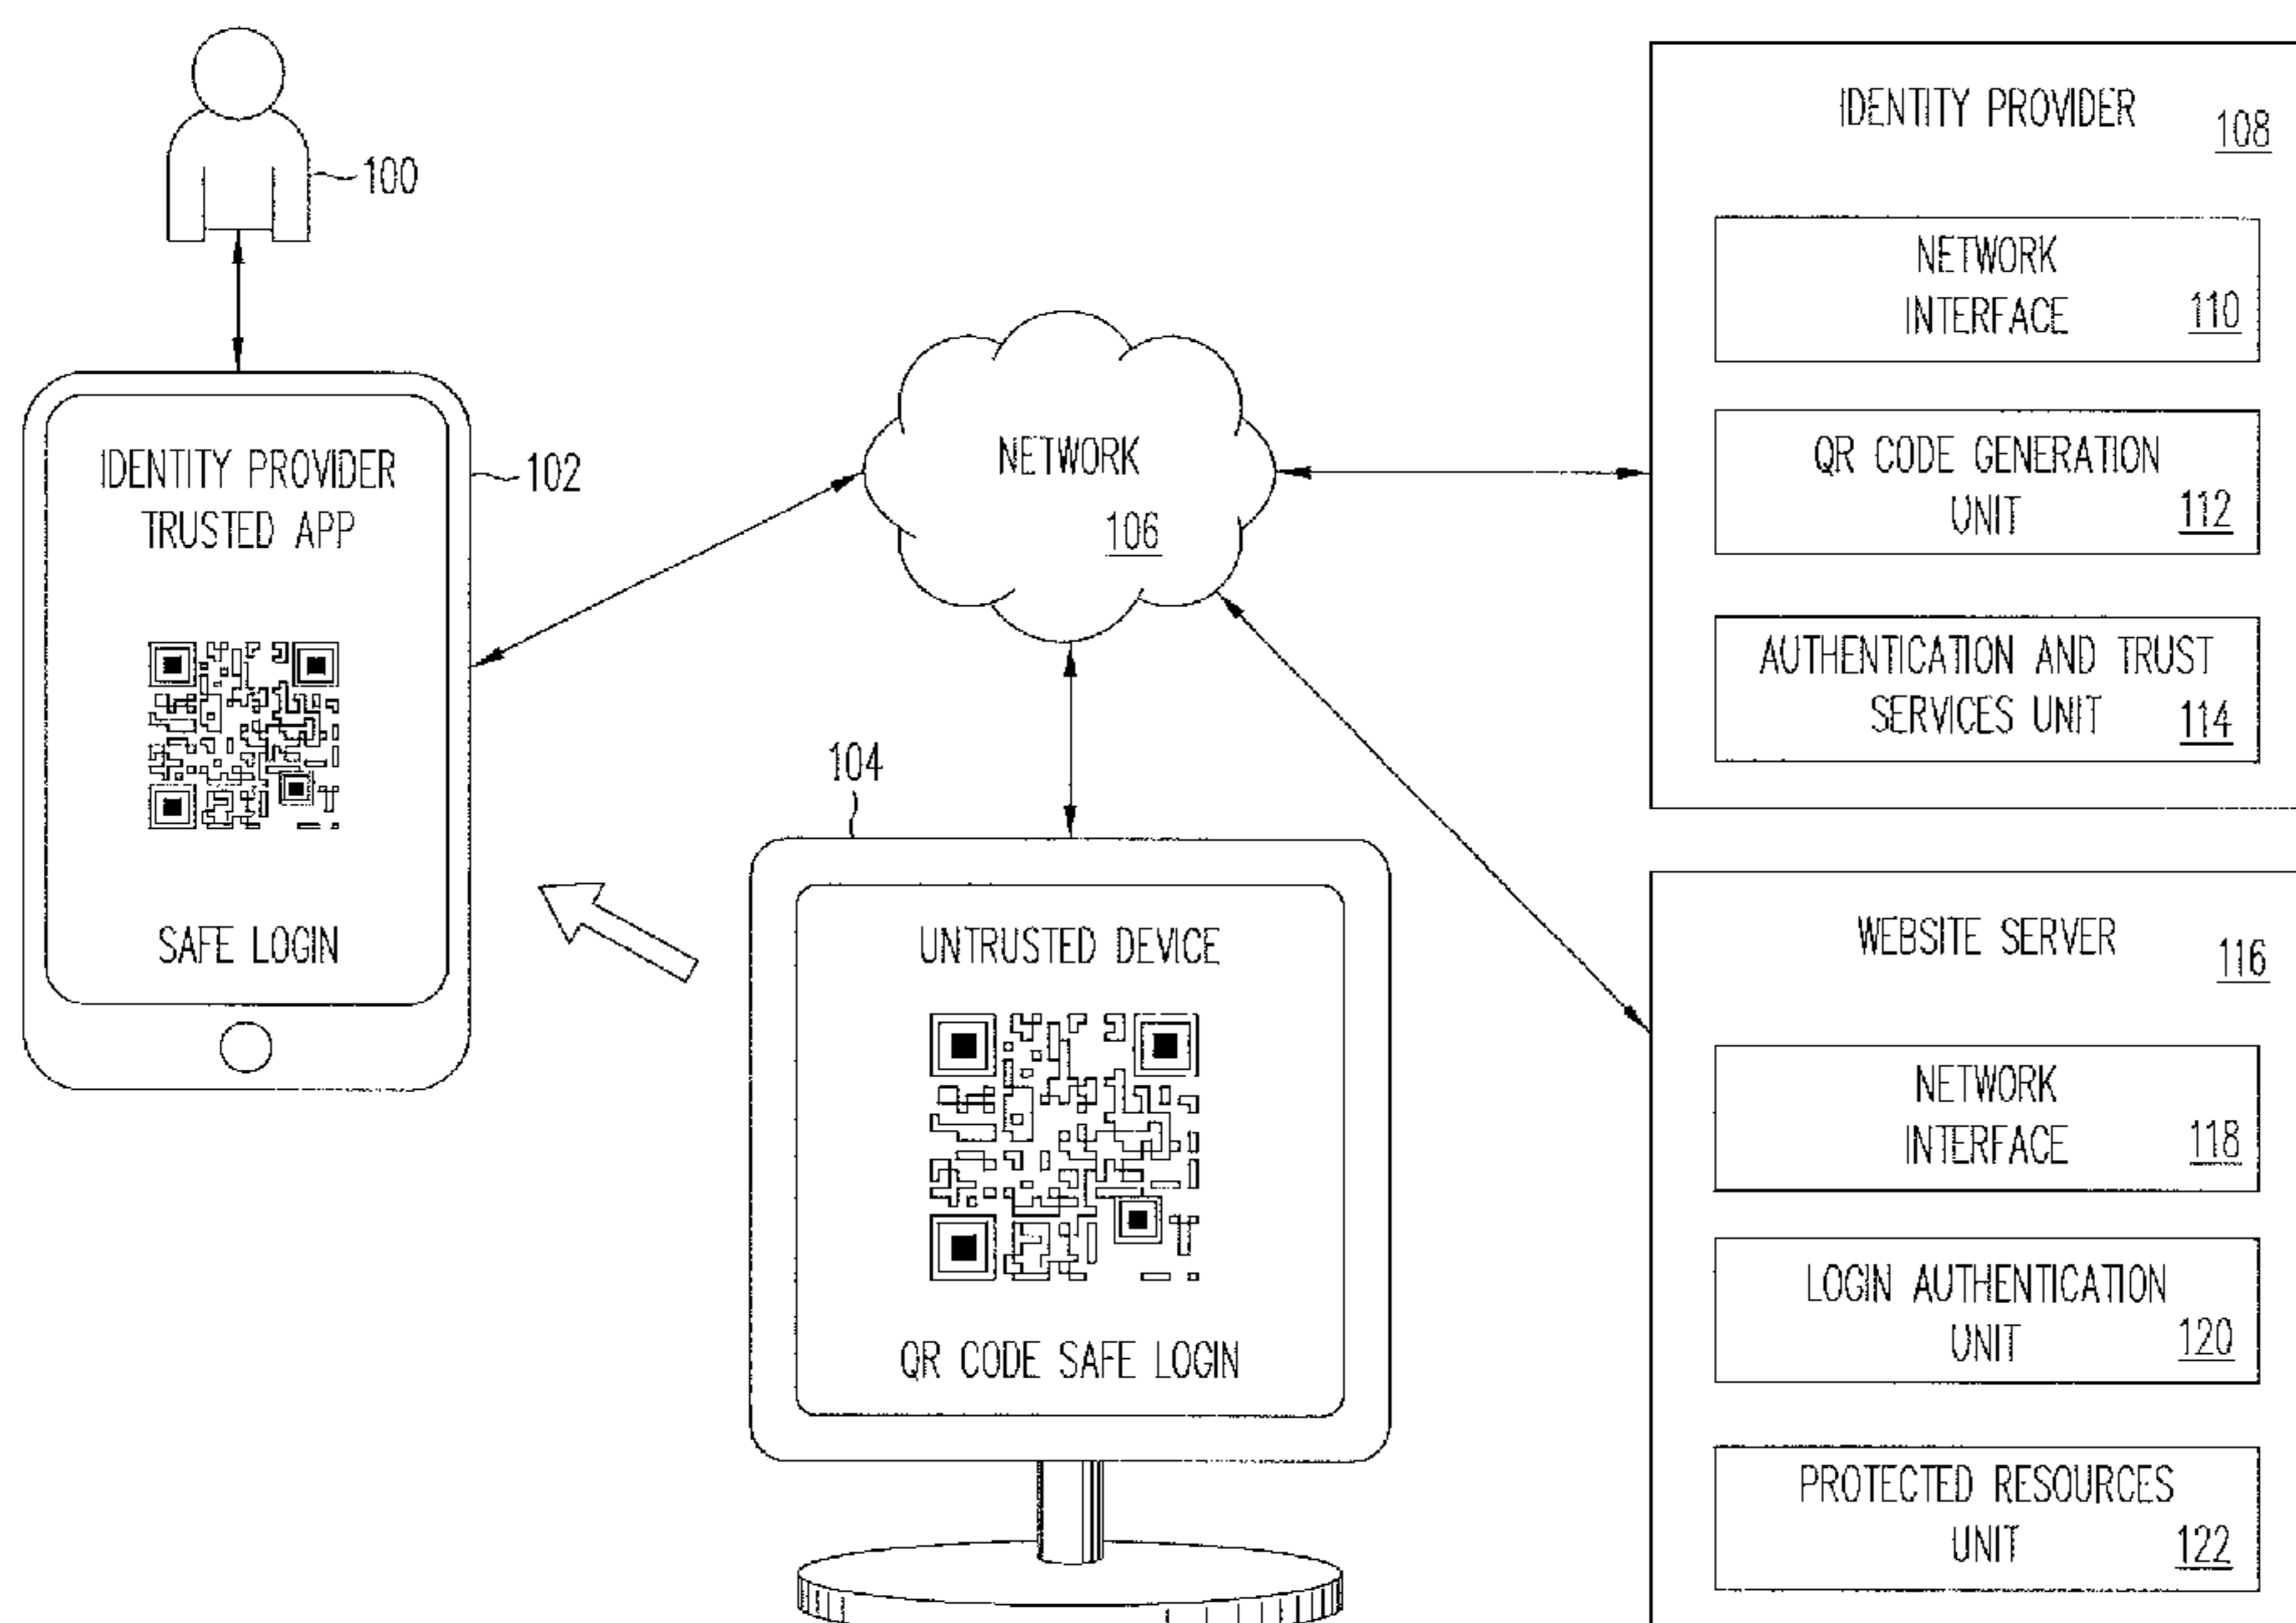 100
IDENTITY PROVIDER
TRUSTED APP
SAFE LOGIN
102
NETWORK
106
104
UNTRUSTED DEVICE
QR CODE SAFE LOGIN
IDENTITY PROVIDER
108
NETWORK
INTERFACE 110
QR CODE GENERATION
UNIT 112
AUTHENTICATION AND TRUST
SERVICES UNIT 114
WEBSITE SERVER
116
NETWORK
INTERFACE 118
LOGIN AUTHENTICATION
UNIT 120
PROTECTED RESOURCES
UNIT 122